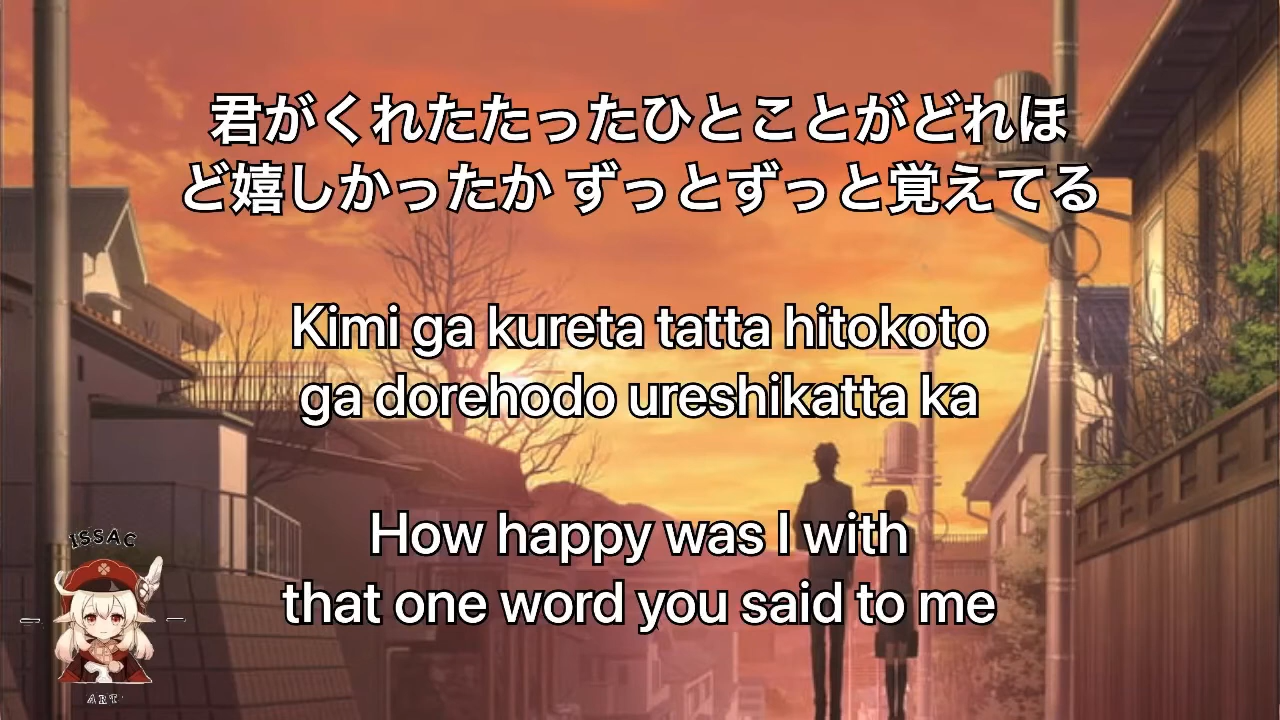 君がくれたたったひとことがどれほ
ど嬉しかったか ずっとずっと覚えてる
Kimi ga kureta tatta hitokoto
ga dorehodo ureshikatta ka
How happy was I with
that one word you said to me
ISSAC
ART